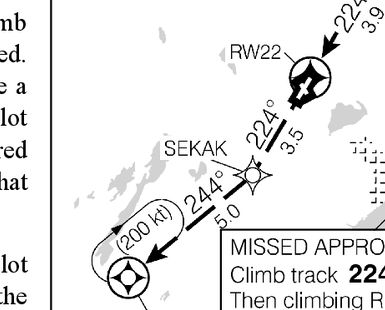 mb
ed.
e a
lot
red
hat
lot
the
224°
3.9
RW22
224°
3.5
SEKAK
244°
5.0
(200 kt)
MISSED APPRO
Climb track 224
Then climbing R